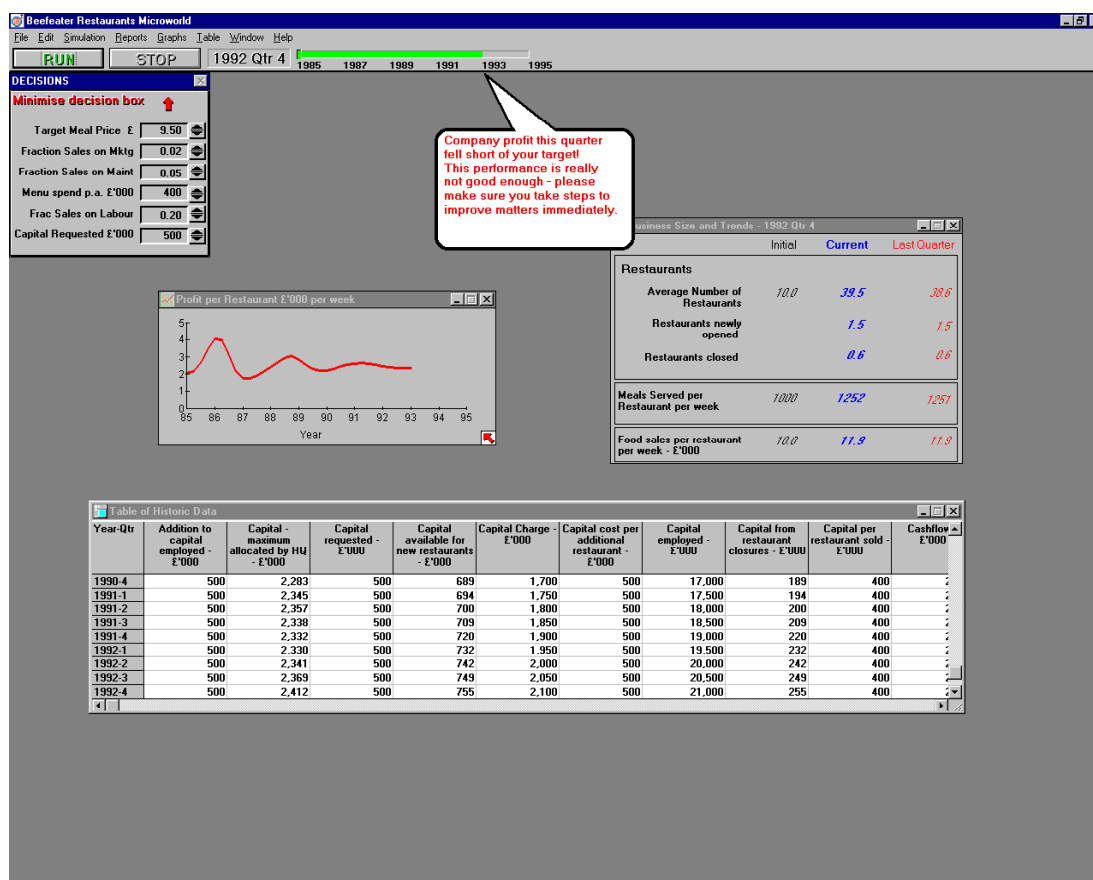 Beefeater Restaurants Microworld
File Edit Simulation Reports Graphs Table Window Help
RUN STOP 1992 Qtr 4
1985 1987 1989 1991 1993 1995
DECISIONS
Minimise decision box
Target Meal Price £ 9.50
Fraction Sales on Mktg 0.02
Fraction Sales on Maint 0.05
Menu spend p.a. £'000 400
Frac Sales on Labour 0.20
Capital Requested £'000 500
Company profit this quarter
fell short of your target!
This performance is really
not good enough - please
make sure you take steps to
improve matters immediately.
Business Size and Trends - 1992 Qtr 4
Initial Current Last Quarter
Restaurants
Average Number of
Restaurants 10.0 39.5 38.6
Restaurants newly
opened 1.5 1.5
Restaurants closed 0.6 0.6
Meals Served per
Restaurant per week 1000 1252 1251
Food sales per restaurant
per week - £'000 10.0 11.9 11.9
Profit per Restaurant £'000 per week
5
4
3
2
1
0
85 86 87 88 89 90 91 92 93 94 95
Year
Table of Historic Data
Year-Qtr Addition to Capital - Capital Capital Capital Charge - Capital cost per Capital Capital from Capital per Cashflow
capital maximum requested - available for £'000 additional employed - restaurant restaurant sold - £'000
employed - allocated by HQ £'000 new restaurants restaurant - £'000 closures - £'000 £'000
£'000 - £'000 - £'000 £'000
1990-4 500 2,283 500 689 1,700 500 17,000 189 400
1991-1 500 2,345 500 694 1,750 500 17,500 194 400
1991-2 500 2,357 500 700 1,800 500 18,000 200 400
1991-3 500 2,338 500 709 1,850 500 18,500 209 400
1991-4 500 2,332 500 720 1,900 500 19,000 220 400
1992-1 500 2,330 500 732 1,950 500 19,500 232 400
1992-2 500 2,341 500 742 2,000 500 20,000 242 400
1992-3 500 2,369 500 749 2,050 500 20,500 249 400
1992-4 500 2,412 500 755 2,100 500 21,000 255 400